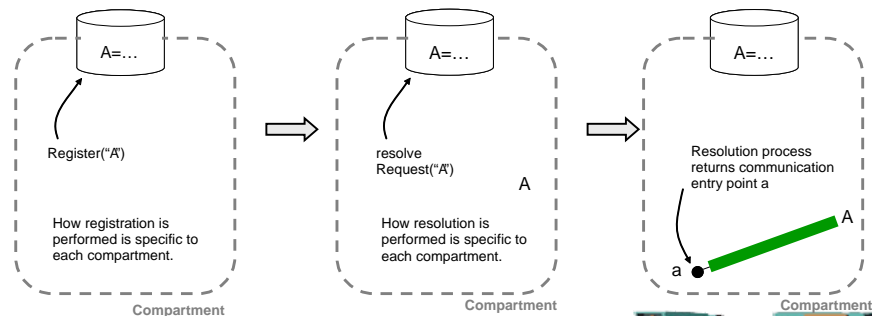 A=...
Register("A")
How registration is
performed is specific to
each compartment.
Compartment
A=...
resolve
Request("A")
A
How resolution is
performed is specific to
each compartment.
Compartment
A=...
Resolution process
returns communication
entry point a
A
a
Compartment